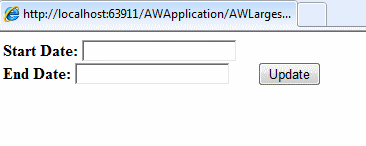 http://localhost:63911/AWApplication/AWLarges...
Start Date:
End Date: Update